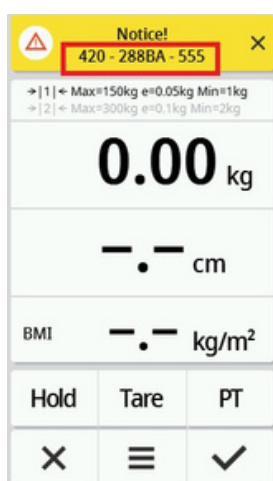 Notice!
420 - 288BA - 555
→|1|← Max=150kg e=0.05kg Min=1kg
→|2|← Max=300kg e=0.1kg Min=2kg
0.00 kg
–.– cm
BMI –.– kg/m²
Hold Tare PT